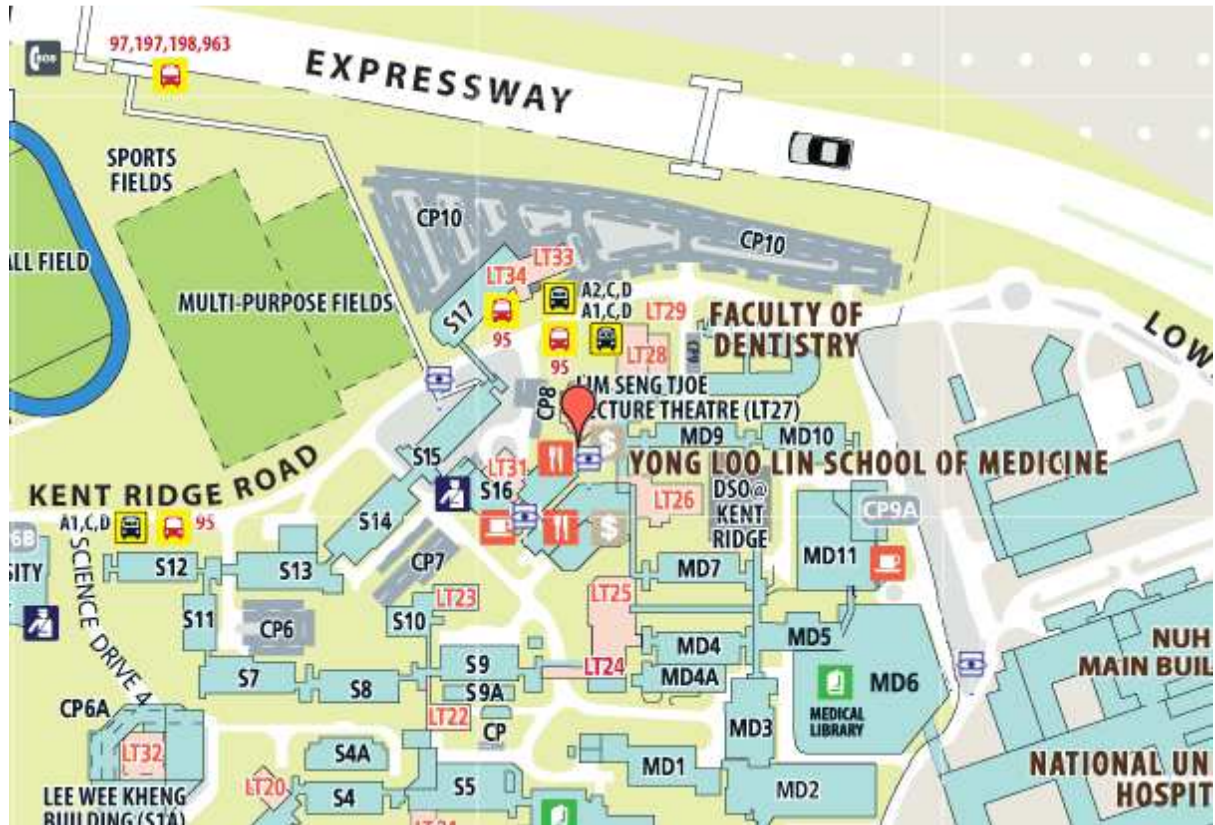 97,197,198,963
EXPRESSWAY
SPORTS
FIELDS
CP10
CP10
ALL FIELD
MULTI-PURPOSE FIELDS
LT33
LT34
S17
95
A2,C,D
A1,C,D
95
LT29
LT28
CP9
FACULTY OF
DENTISTRY
LOW
LIM SENG TJOE
LECTURE THEATRE (LT27)
CP8
MD9
MD10
S15
LT31
S16
YONG LOO LIN SCHOOL OF MEDICINE
KENT RIDGE ROAD
LT26
DSO@
KENT
RIDGE
CP9A
A1,C,D
95
S14
6B
SITY
SCIENCE DRIVE 4
S12
S13
CP7
MD7
MD11
S11
CP6
LT23
S10
LT25
MD4
MD5
NUH
MAIN BUIL
S7
S8
S9
S9A
LT24
MD4A
MD6
CP6A
LT22
CP
MD3
MEDICAL
LIBRARY
LT32
S4A
LT20
S4
S5
MD1
MD2
NATIONAL UN
HOSPIT
LEE WEE KHENG
BUILDING (S1A)